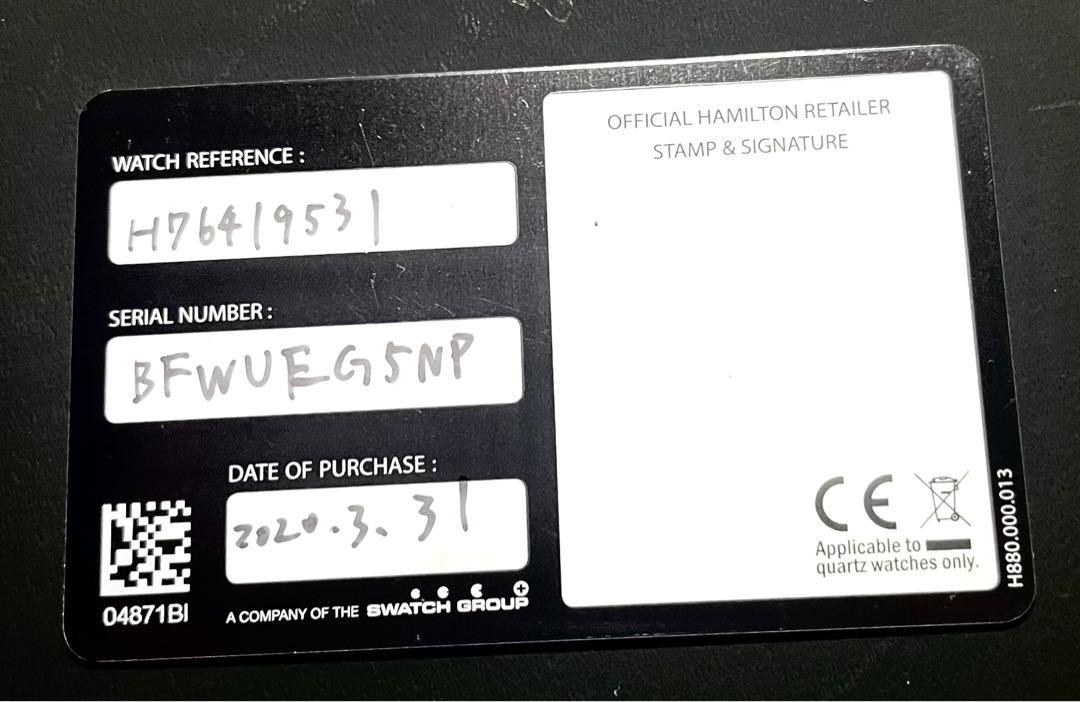 WATCH REFERENCE :
H76419531
SERIAL NUMBER :
BFWUEG5NP
DATE OF PURCHASE :
2020.3.31
04871BI
A COMPANY OF THE SWATCH GROUP
OFFICIAL HAMILTON RETAILER
STAMP & SIGNATURE
CE
Applicable to
quartz watches only.
H880.000.013